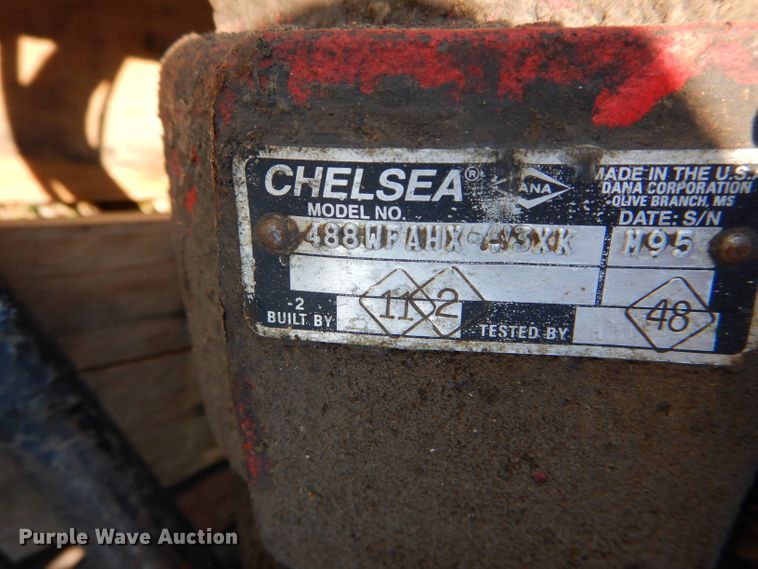 CHELSEA®
MODEL NO.
DANA
MADE IN THE U.S.A
DANA CORPORATION
OLIVE BRANCH, MS
DATE: S/N
488WFAHX 3XK
M95
-2
BUILT BY
11
2
TESTED BY
48
Purple Wave Auction